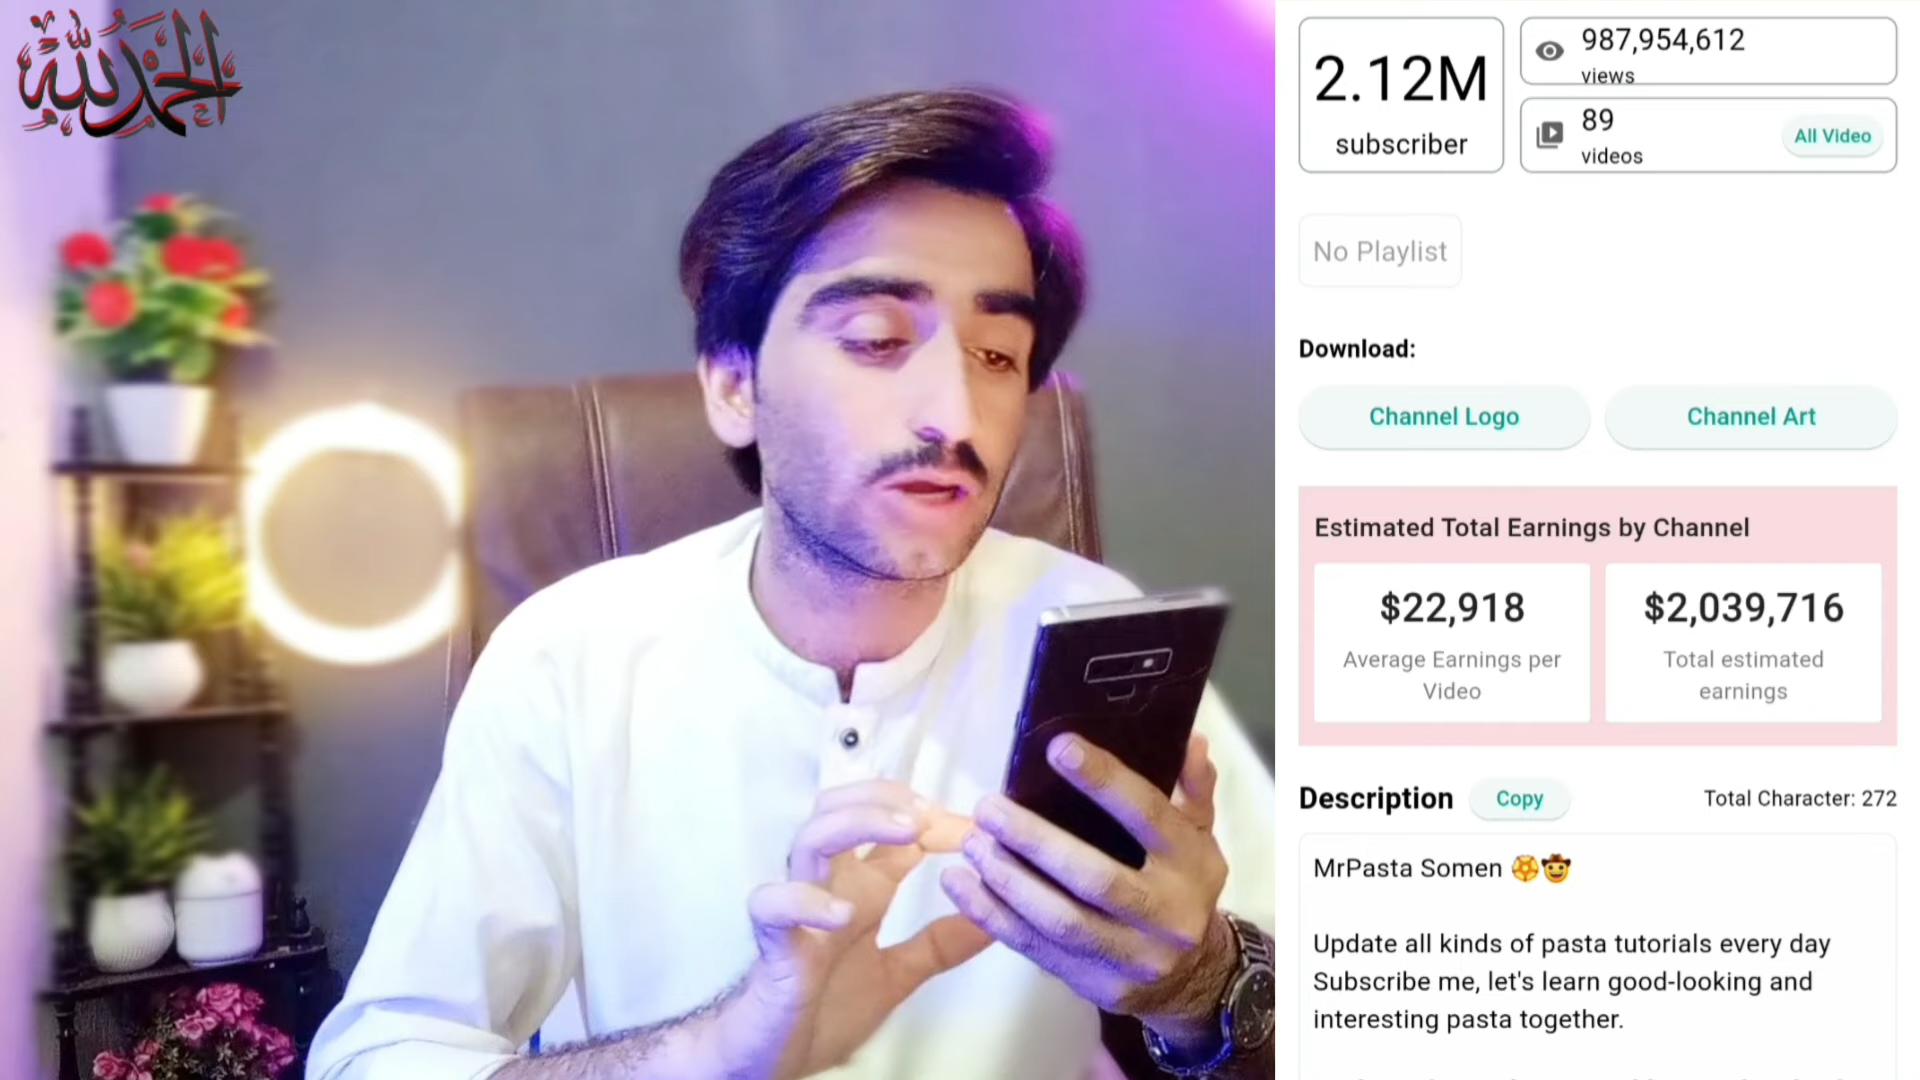 الحمد لله
2.12M
subscriber
987,954,612
views
89
videos
All Video
No Playlist
Download:
Channel Logo
Channel Art
Estimated Total Earnings by Channel
$22,918
Average Earnings per
Video
$2,039,716
Total estimated
earnings
Description
Copy
Total Character: 272
MrPasta Somen
Update all kinds of pasta tutorials every day
Subscribe me, let's learn good-looking and
interesting pasta together.